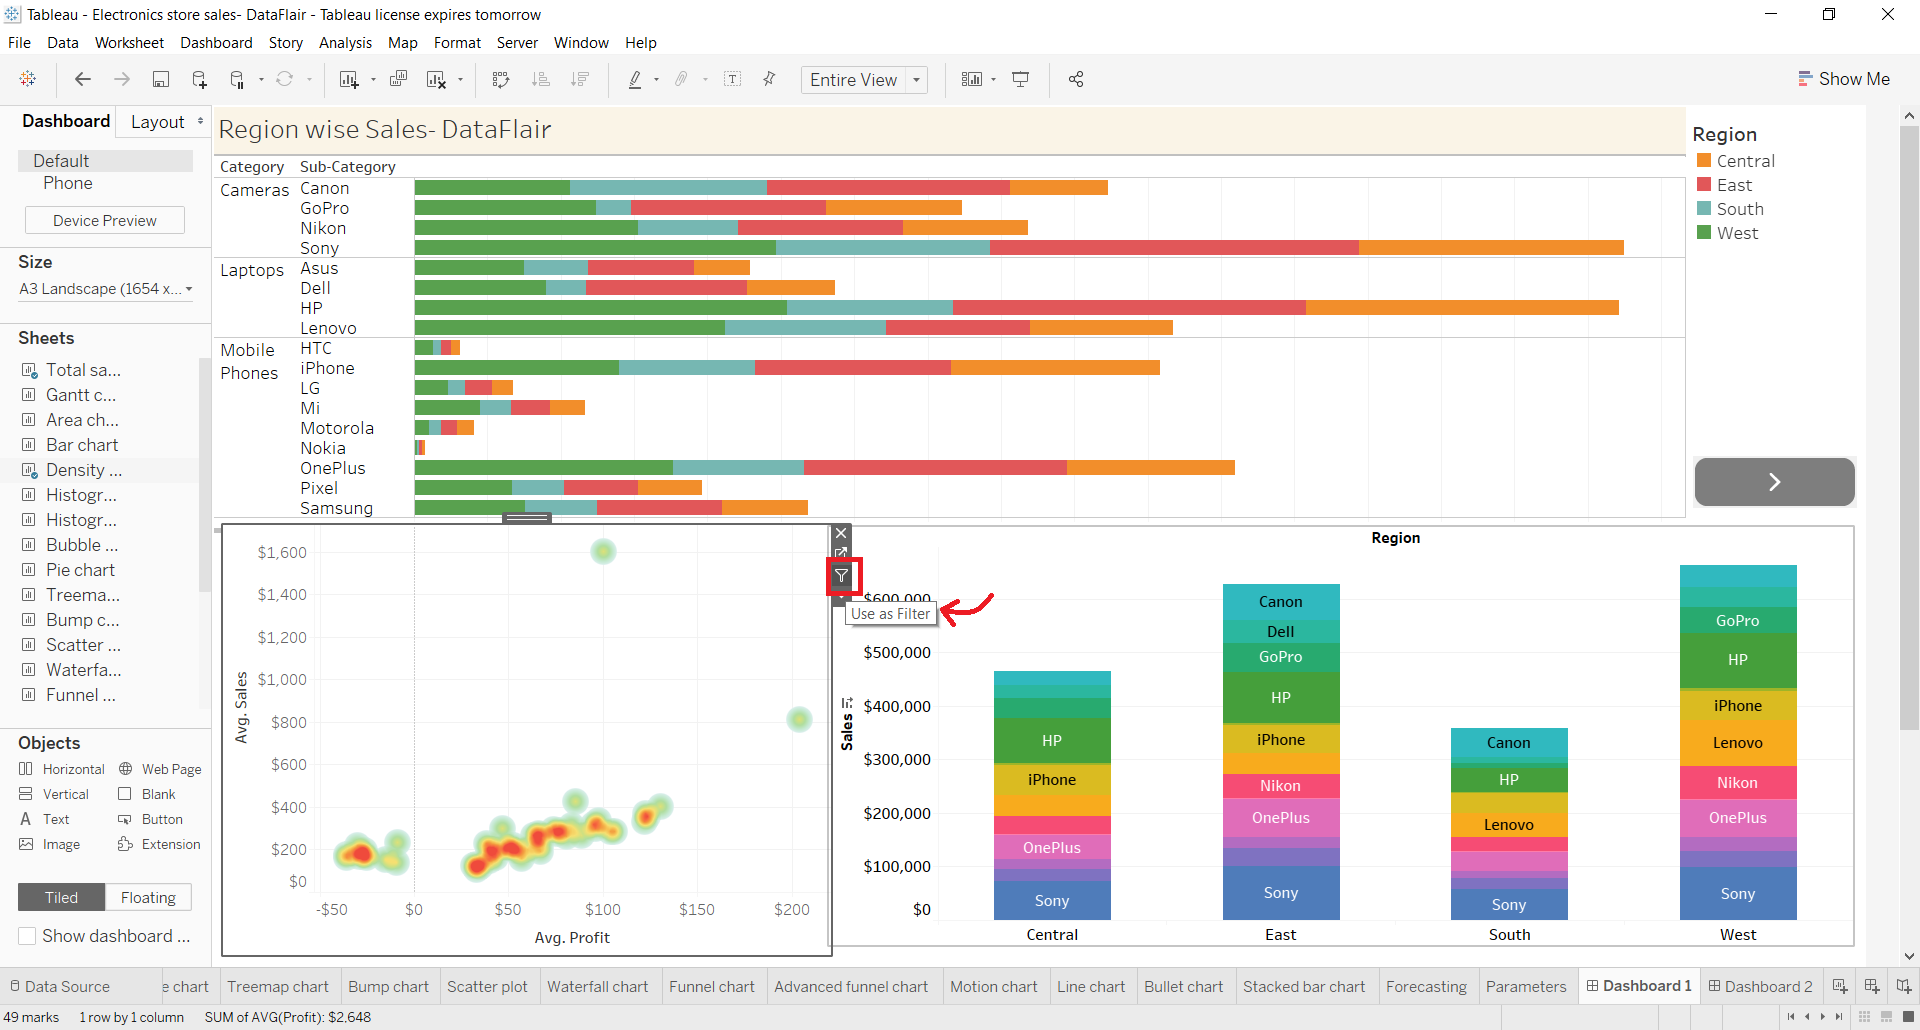 Tableau - Electronics store sales- DataFlair - Tableau license expires tomorrow
File Data Worksheet Dashboard Story Analysis Map Format Server Window Help
Entire View
Show Me
Dashboard Layout
Default
Phone
Device Preview
Size
A3 Landscape (1654 x...
Sheets
Total sa...
Gantt c...
Area ch...
Bar chart
Density ...
Histogr...
Histogr...
Bubble ...
Pie chart
Treema...
Bump c...
Scatter ...
Waterfa...
Funnel ...
Objects
Horizontal Web Page
Vertical Blank
A Text Button
Image Extension
Tiled Floating
Show dashboard ...
Region wise Sales- DataFlair
Category Sub-Category
Cameras Canon
GoPro
Nikon
Sony
Laptops Asus
Dell
HP
Lenovo
Mobile Phones HTC
iPhone
LG
Mi
Motorola
Nokia
OnePlus
Pixel
Samsung
Region
Central
East
South
West
Avg. Sales
$1,600
$1,400
$1,200
$1,000
$800
$600
$400
$200
$0
-$50 $0 $50 $100 $150 $200
Avg. Profit
Use as Filter
Region
Sales
$600,000
$500,000
$400,000
$300,000
$200,000
$100,000
$0
HP
iPhone
OnePlus
Sony
Central
Canon
Dell
GoPro
HP
iPhone
Nikon
OnePlus
Sony
East
Canon
HP
Lenovo
Sony
South
GoPro
HP
iPhone
Lenovo
Nikon
OnePlus
Sony
West
Data Source e chart Treemap chart Bump chart Scatter plot Waterfall chart Funnel chart Advanced funnel chart Motion chart Line chart Bullet chart Stacked bar chart Forecasting Parameters Dashboard 1 Dashboard 2
49 marks 1 row by 1 column SUM of AVG(Profit): $2,648